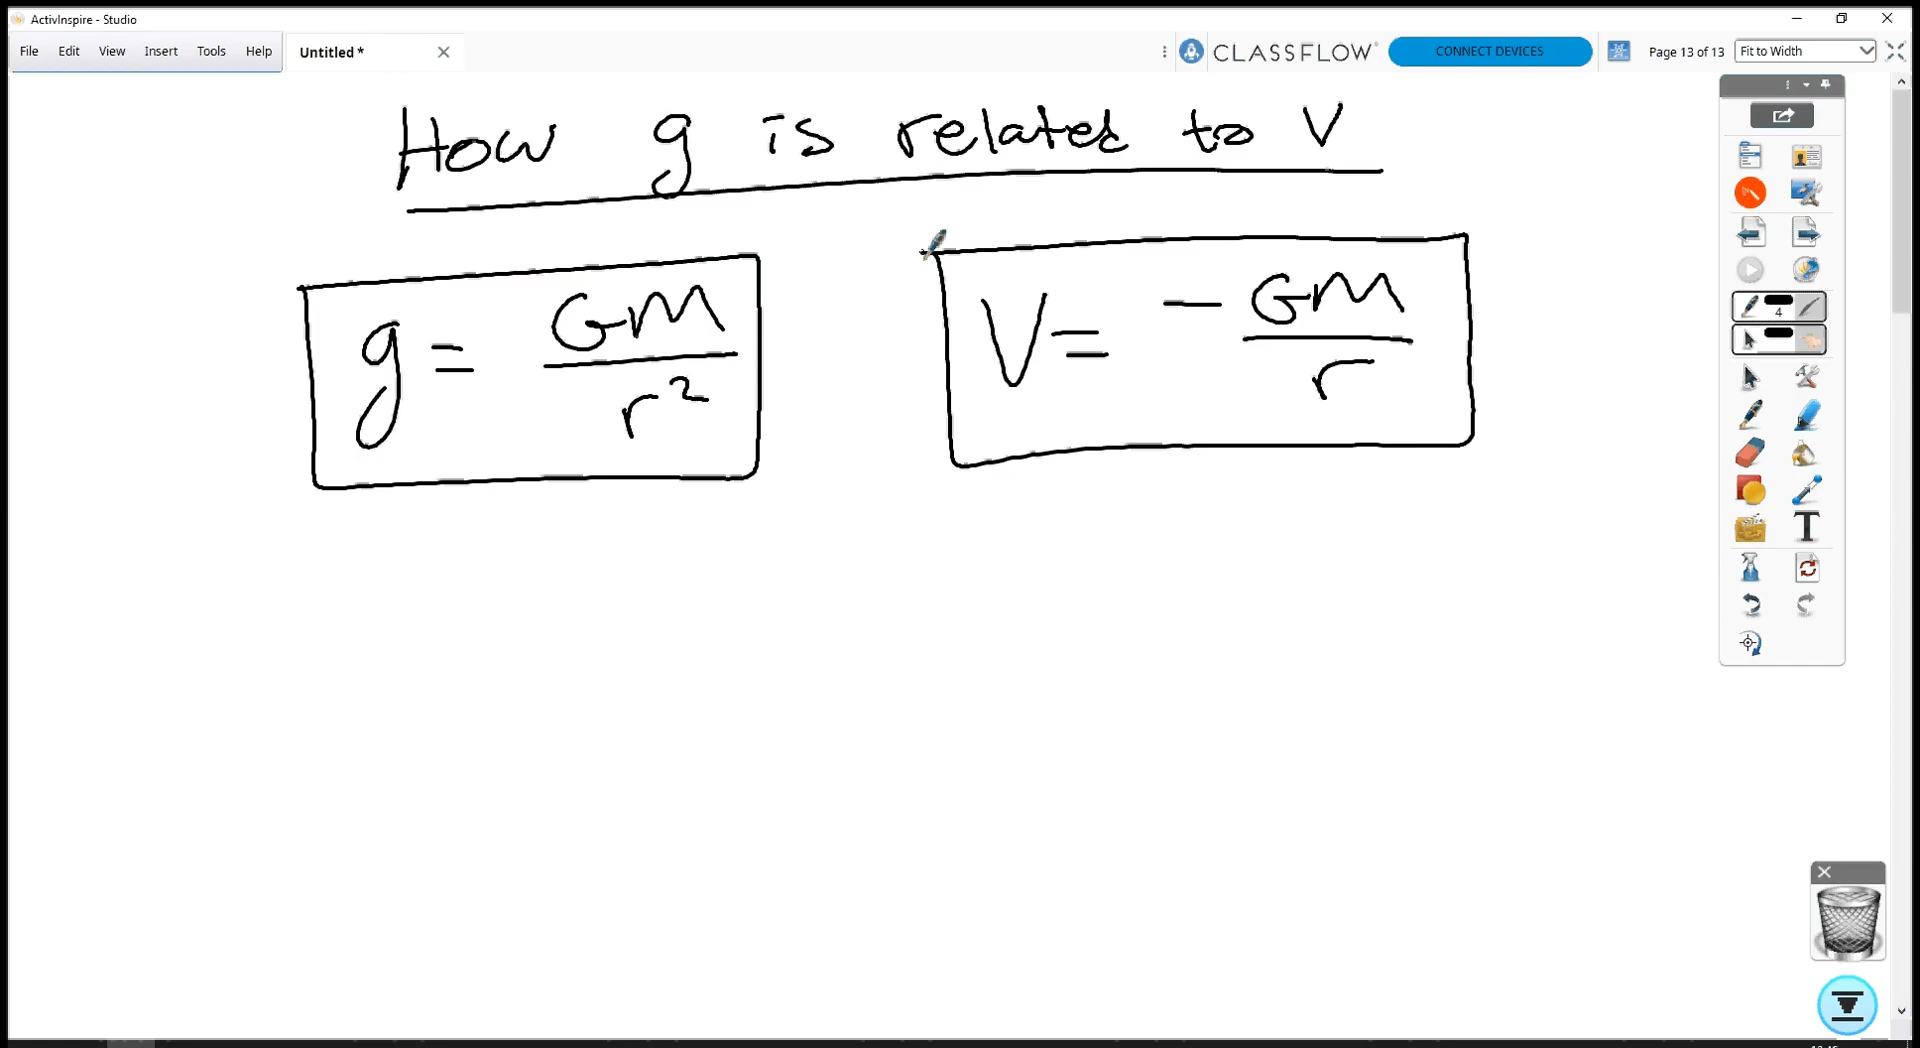 ActivInspire - Studio
File Edit View Insert Tools Help Untitled * CLASSFLOW CONNECT DEVICES Page 13 of 13 Fit to Width
How g is related to V
g = GM / r²
V = - GM / r
4
T